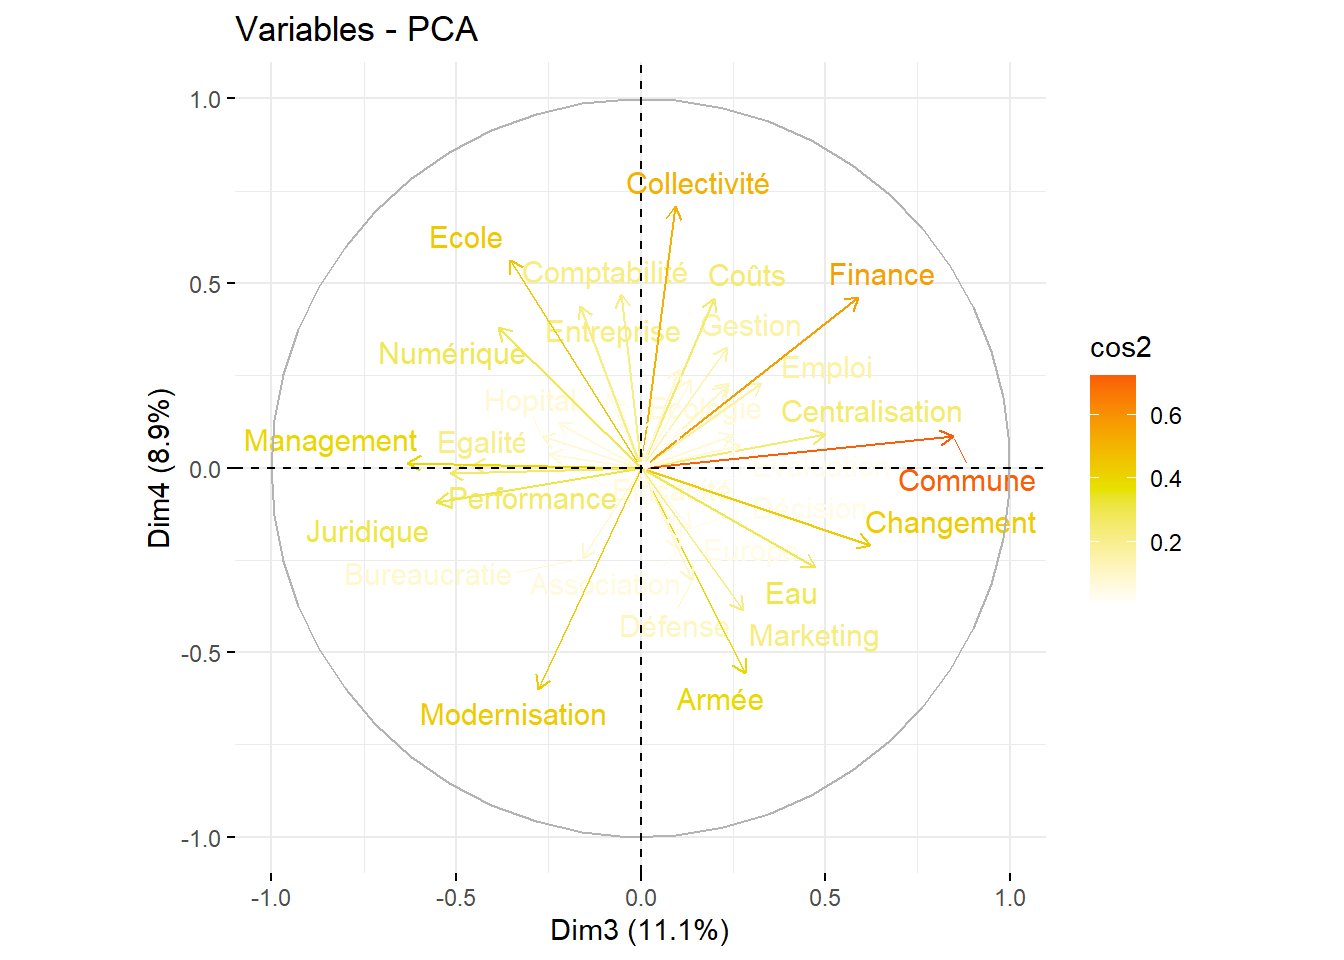 Variables - PCA
1.0
0.5
0.0
-0.5
-1.0
Dim4 (8.9%)
Collectivité
Ecole
Comptabilité
Coûts
Finance
Entreprise
Gestion
Numérique
Emploi
Hopital
Ecologie
Centralisation
Management
Egalité
Commune
Performance
Décision
Changement
Juridique
Europe
Bureaucratie
Association
Eau
Défense
Marketing
Armée
Modernisation
-1.0
-0.5
0.0
0.5
1.0
Dim3 (11.1%)
cos2
0.6
0.4
0.2